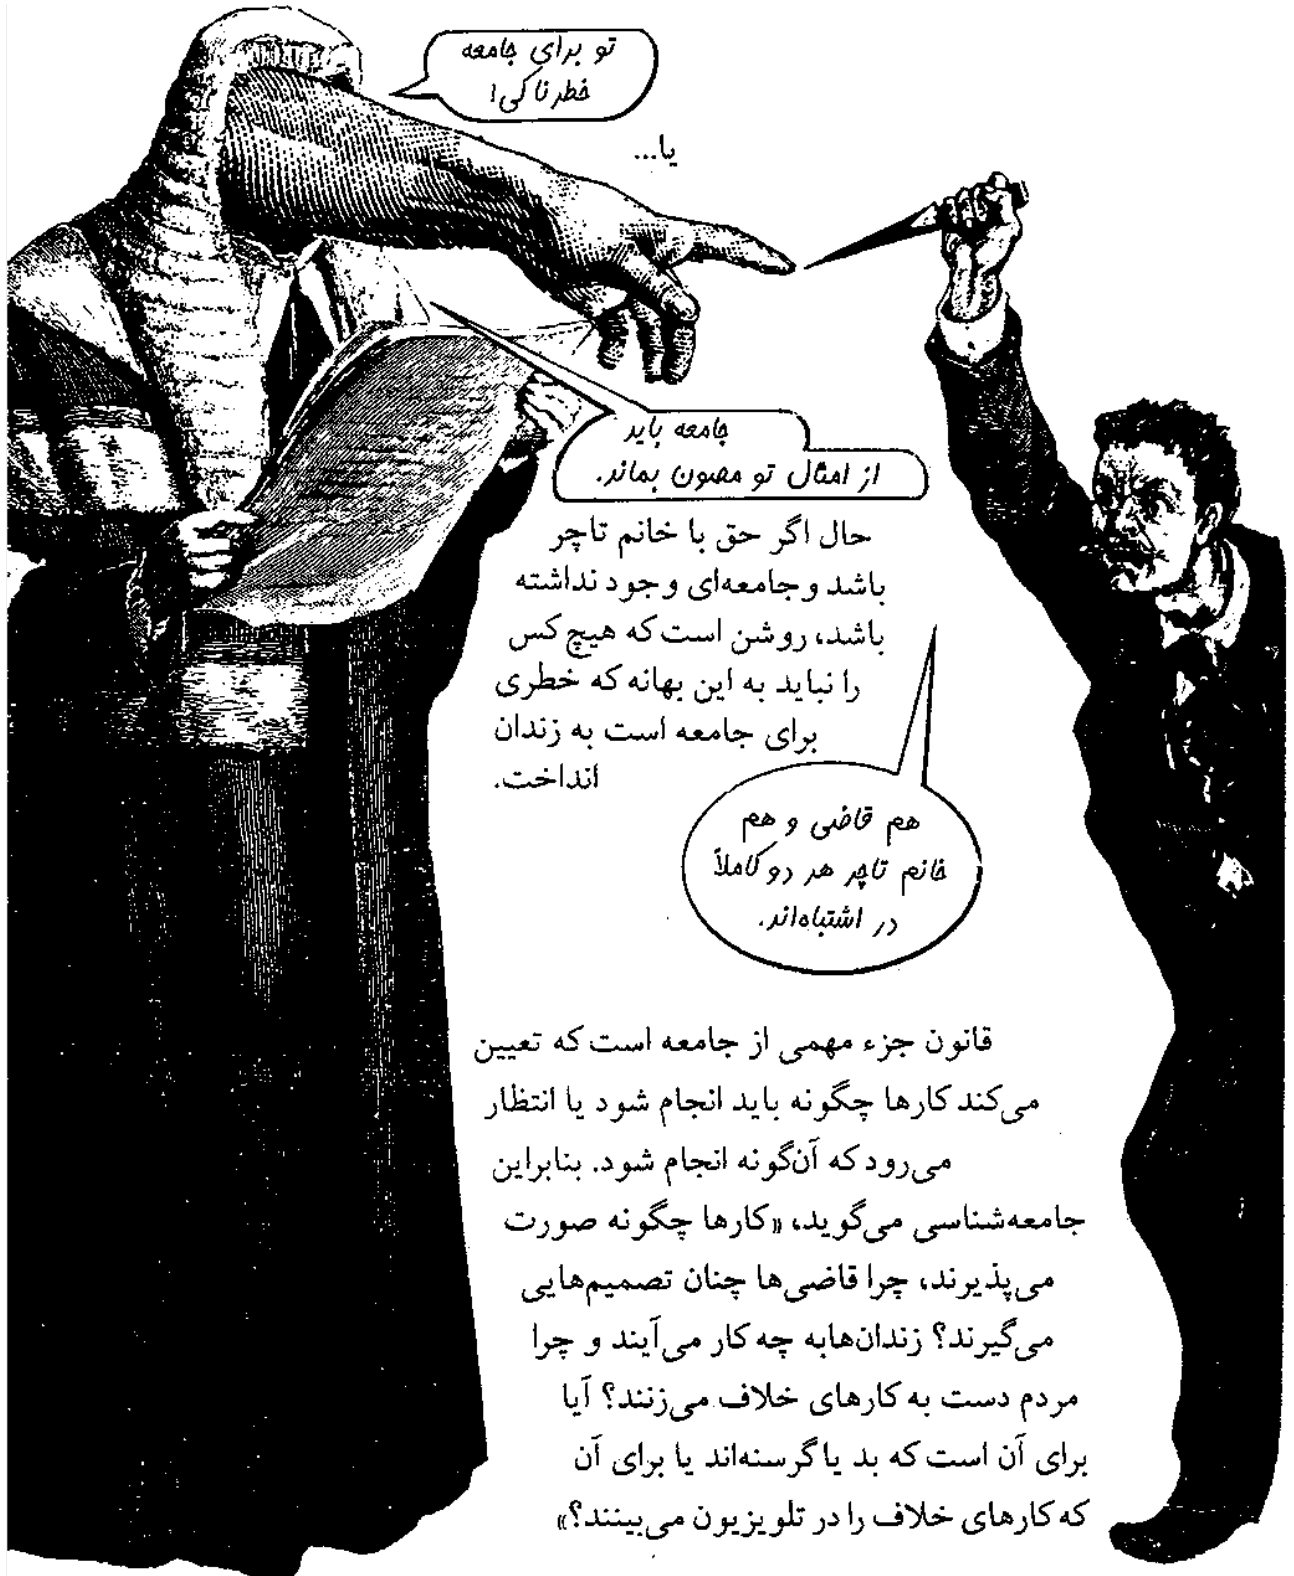 تو برای جامعه
خطرناکی!
یا...
جامعه باید
از امثال تو مصون بماند.
حال اگر حق با خانم تاچر
باشد و جامعه‌ای وجود نداشته
باشد، روشن است که هیچ کس
را نباید به این بهانه که خطری
برای جامعه است به زندان
انداخت.
هم قاضی و هم
خانم تاچر هر دو کاملاً
در اشتباه‌اند.
قانون جزء مهمی از جامعه است که تعیین
می‌کند کارها چگونه باید انجام شود یا انتظار
می‌رود که آن‌گونه انجام شود. بنابراین
جامعه‌شناسی می‌گوید، «کارها چگونه صورت
می‌پذیرند، چرا قاضی‌ها چنان تصمیم‌هایی
می‌گیرند؟ زندان‌هابه چه کار می‌آیند و چرا
مردم دست به کارهای خلاف می‌زنند؟ آیا
برای آن است که بد یا گرسنه‌اند یا برای آن
که کارهای خلاف را در تلویزیون می‌بینند؟»